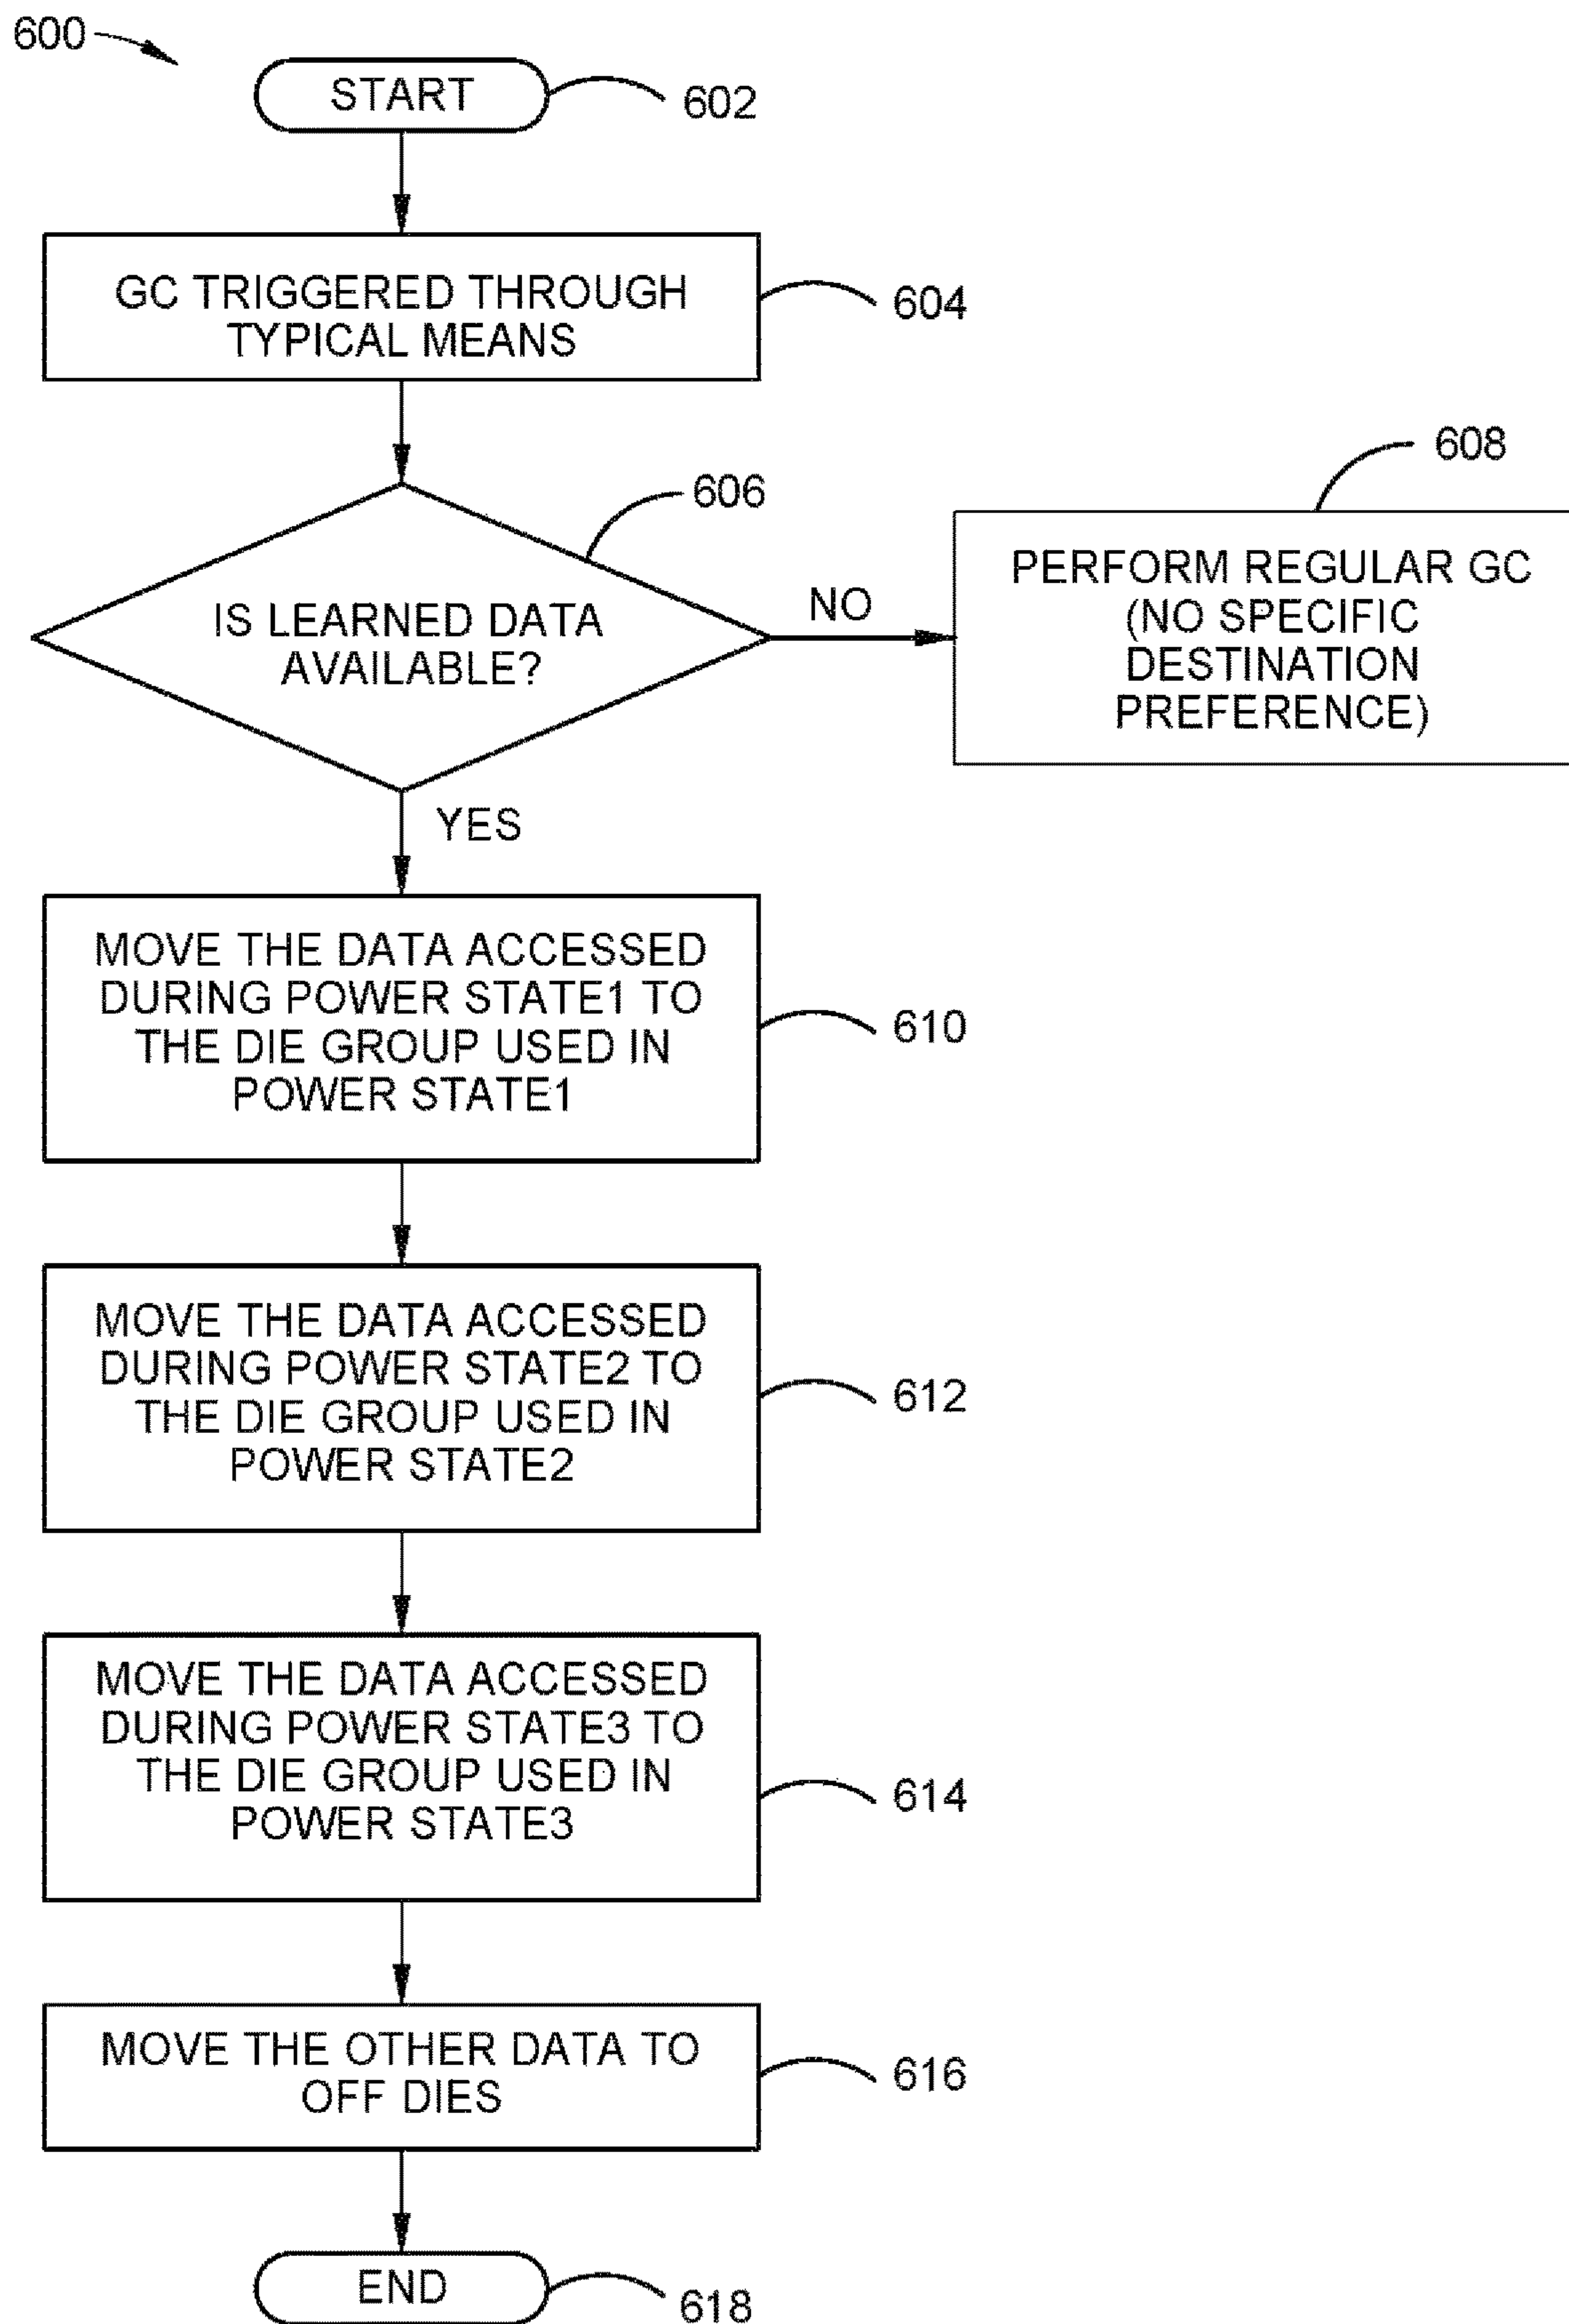 600
START
602
GC TRIGGERED THROUGH
TYPICAL MEANS
604
606
IS LEARNED DATA
AVAILABLE?
NO
608
PERFORM REGULAR GC
(NO SPECIFIC
DESTINATION
PREFERENCE)
YES
MOVE THE DATA ACCESSED
DURING POWER STATE1 TO
THE DIE GROUP USED IN
POWER STATE1
610
MOVE THE DATA ACCESSED
DURING POWER STATE2 TO
THE DIE GROUP USED IN
POWER STATE2
612
MOVE THE DATA ACCESSED
DURING POWER STATE3 TO
THE DIE GROUP USED IN
POWER STATE3
614
MOVE THE OTHER DATA TO
OFF DIES
616
END
618